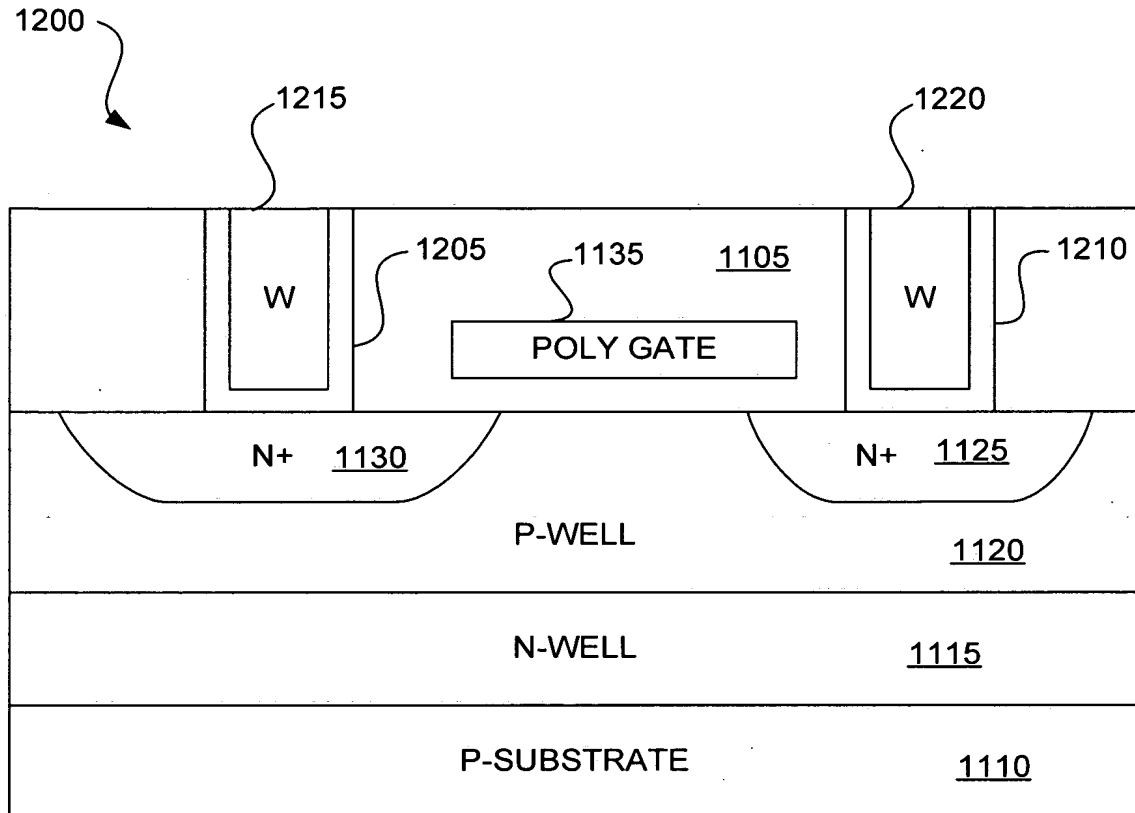 1200
1215
1220
1205
1135
1105
1210
W
W
POLY GATE
N+ 1130
N+ 1125
P-WELL
1120
N-WELL
1115
P-SUBSTRATE
1110